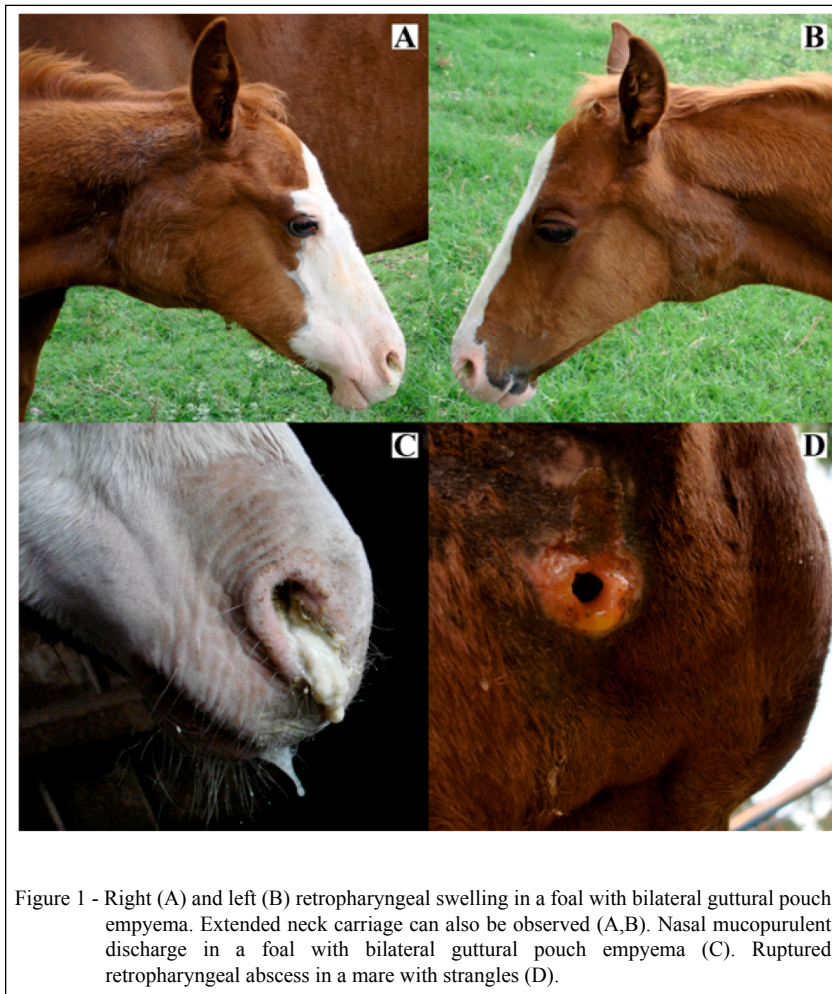 A
B
C
D
Figure 1 - Right (A) and left (B) retropharyngeal swelling in a foal with bilateral guttural pouch
empyema. Extended neck carriage can also be observed (A,B). Nasal mucopurulent
discharge in a foal with bilateral guttural pouch empyema (C). Ruptured
retropharyngeal abscess in a mare with strangles (D).